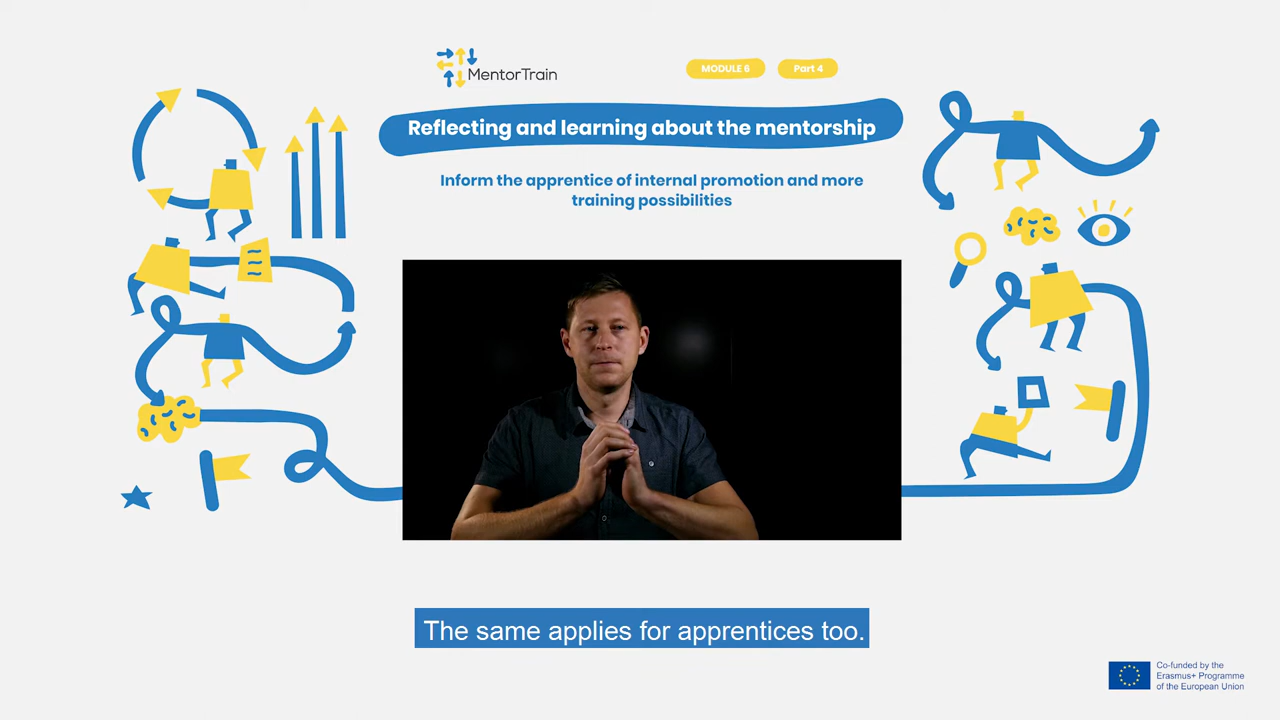 MentorTrain
MODULE 6
Part 4
Reflecting and learning about the mentorship
Inform the apprentice of internal promotion and more
training possibilities
The same applies for apprentices too.
Co-funded by the
Erasmus+ Programme
of the European Union